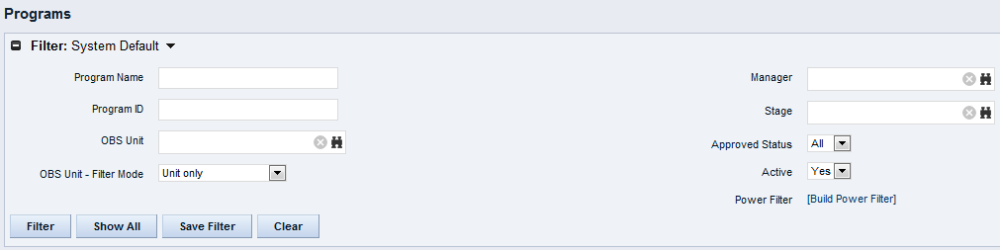 Programs
Filter: System Default
Program Name
Program ID
OBS Unit
OBS Unit - Filter Mode Unit only
Manager
Stage
Approved Status All
Active Yes
Power Filter [Build Power Filter]
Filter Show All Save Filter Clear